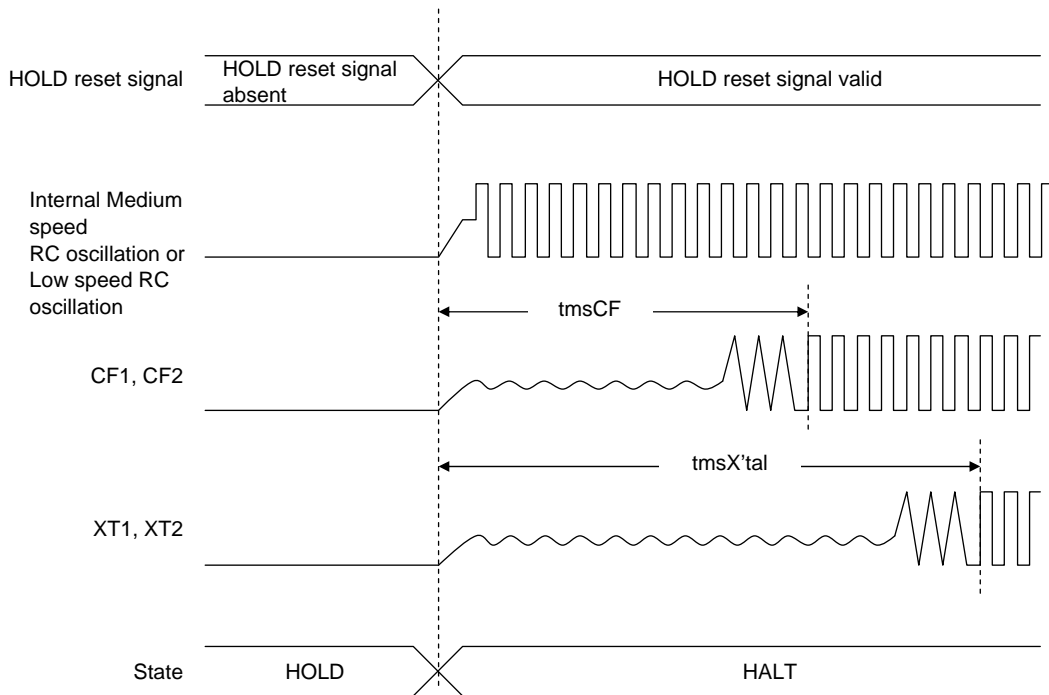 HOLD reset signal
HOLD reset signal
absent
HOLD reset signal valid
Internal Medium
speed
RC oscillation or
Low speed RC
oscillation
tmsCF
CF1, CF2
tmsX’tal
XT1, XT2
State
HOLD
HALT